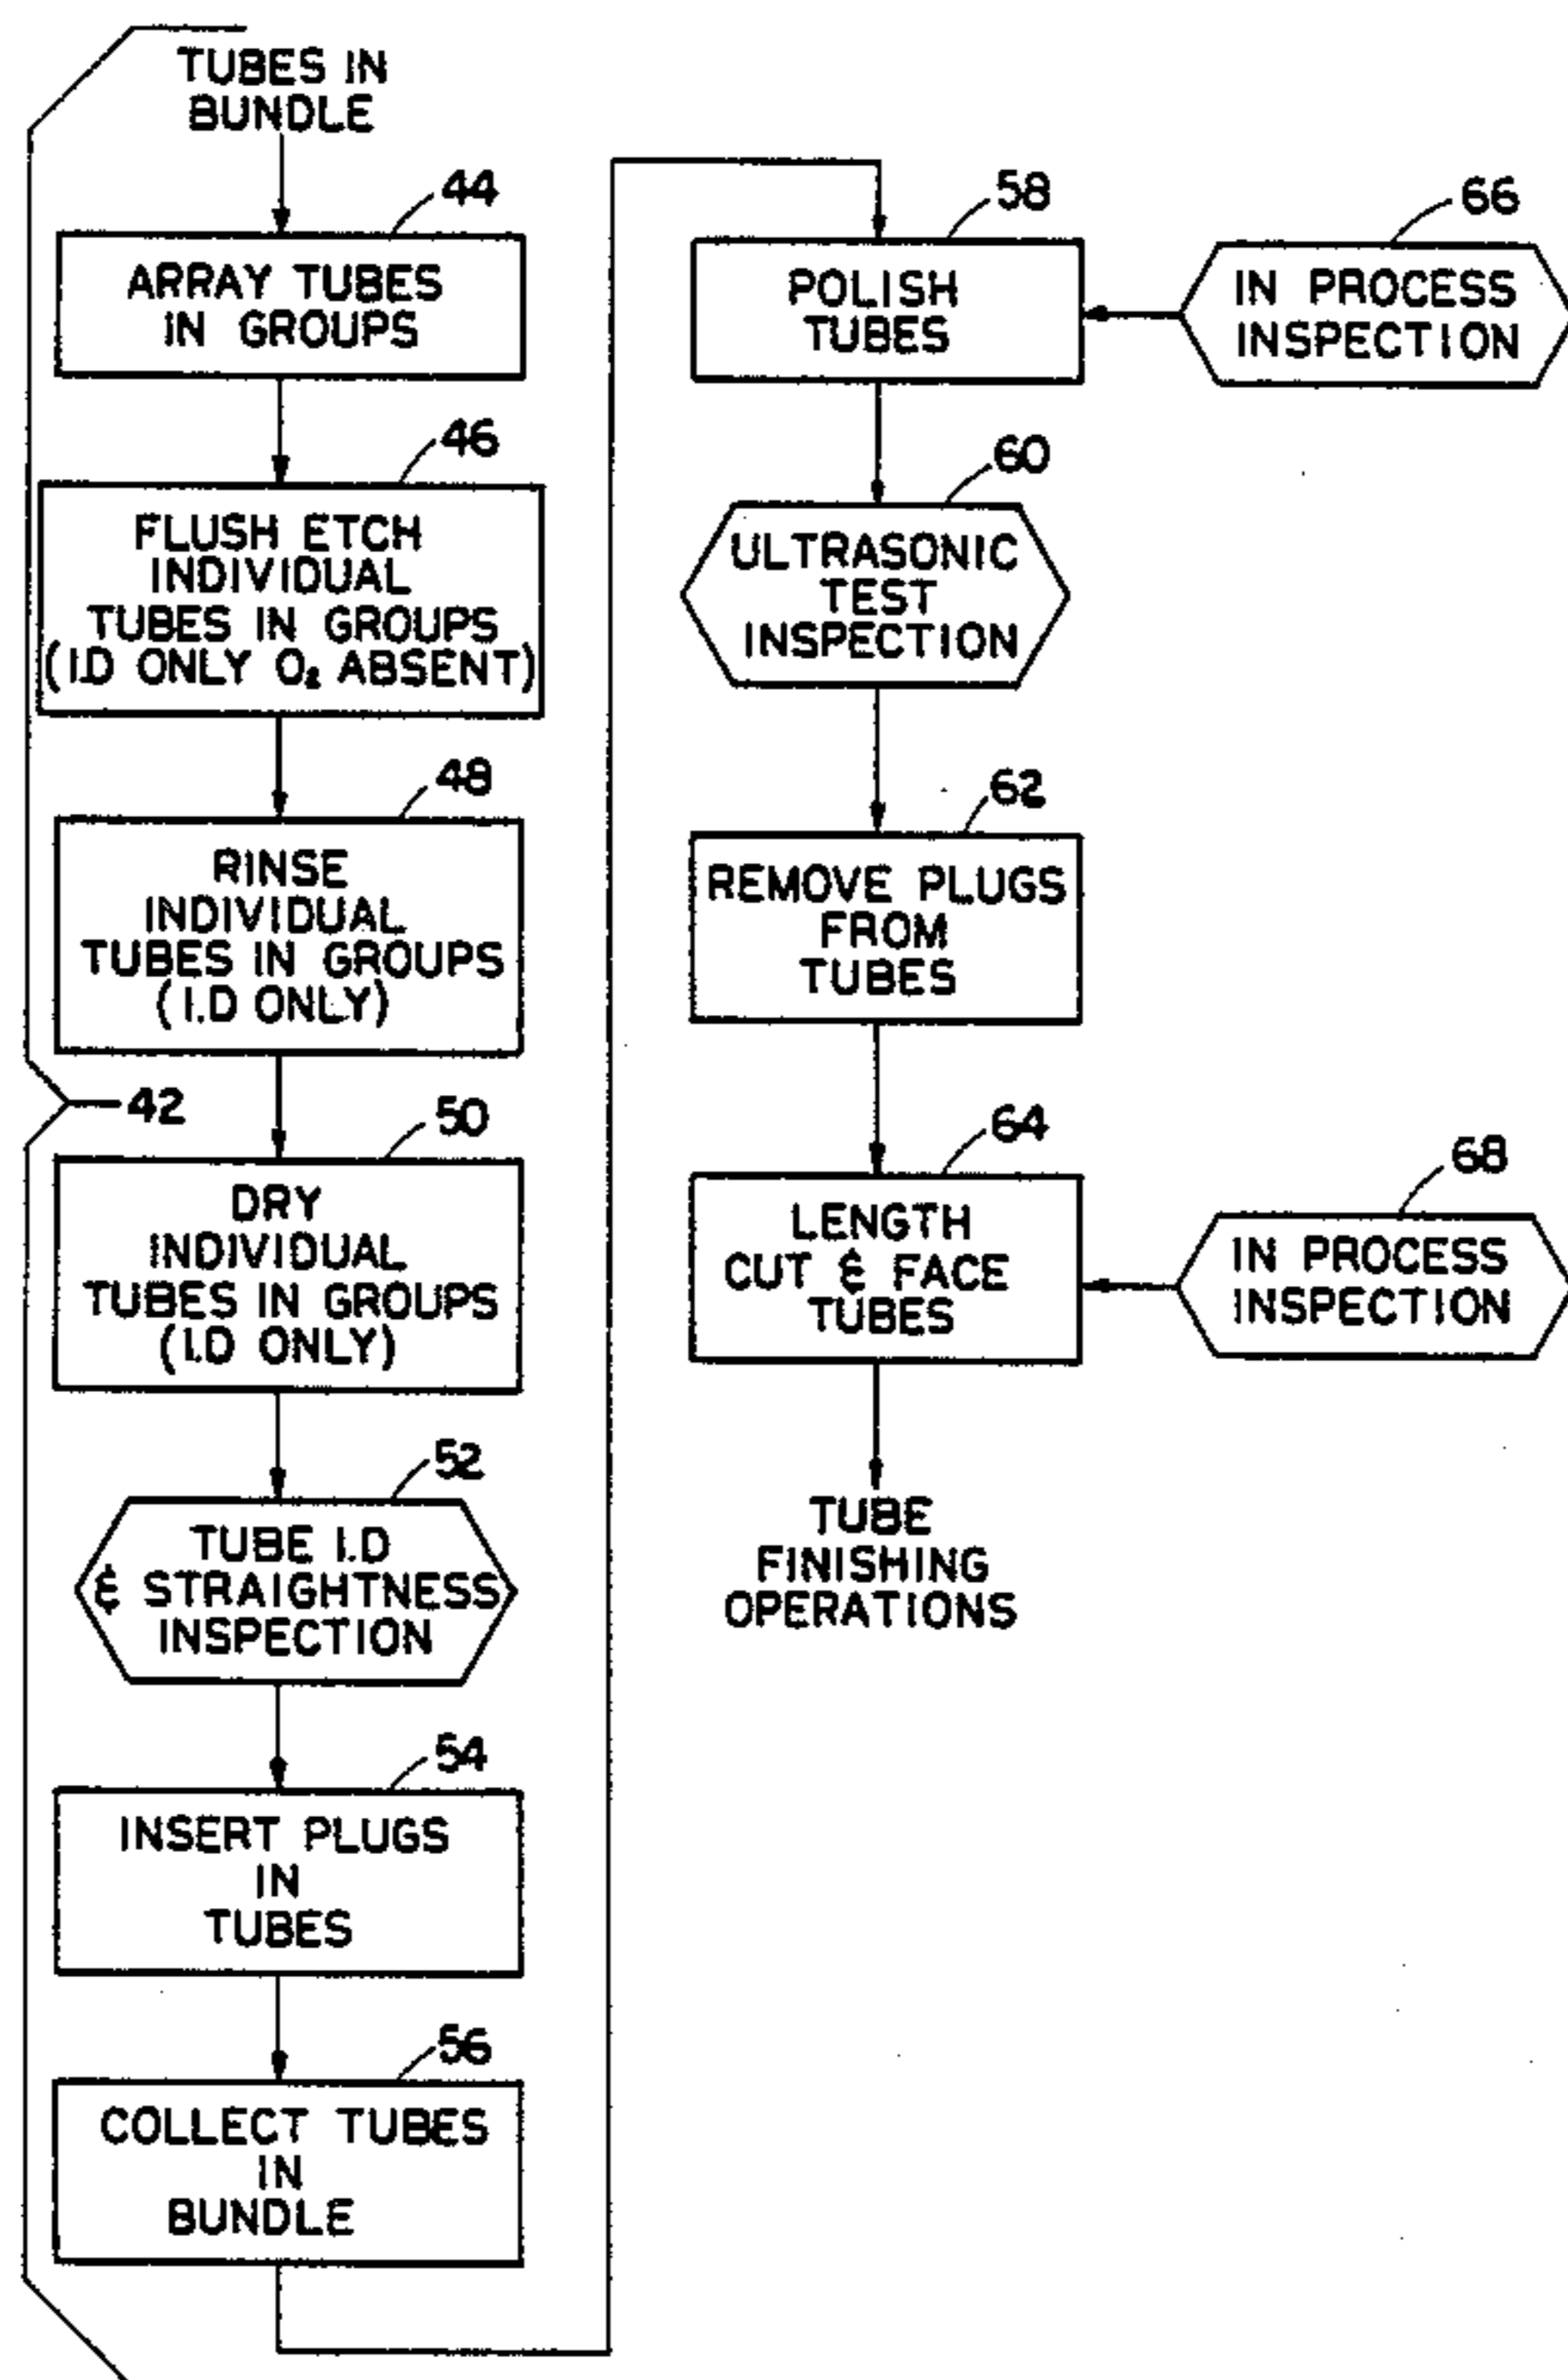 TUBES IN
BUNDLE
44
ARRAY TUBES
IN GROUPS
46
FLUSH ETCH
INDIVIDUAL
TUBES IN GROUPS
(I.D ONLY O₂ ABSENT)
48
RINSE
INDIVIDUAL
TUBES IN GROUPS
(I.D ONLY)
42
50
DRY
INDIVIDUAL
TUBES IN GROUPS
(I.D ONLY)
52
TUBE I.D
& STRAIGHTNESS
INSPECTION
54
INSERT PLUGS
IN
TUBES
56
COLLECT TUBES
IN
BUNDLE
58
POLISH
TUBES
66
IN PROCESS
INSPECTION
60
ULTRASONIC
TEST
INSPECTION
62
REMOVE PLUGS
FROM
TUBES
64
LENGTH
CUT & FACE
TUBES
68
IN PROCESS
INSPECTION
TUBE
FINISHING
OPERATIONS